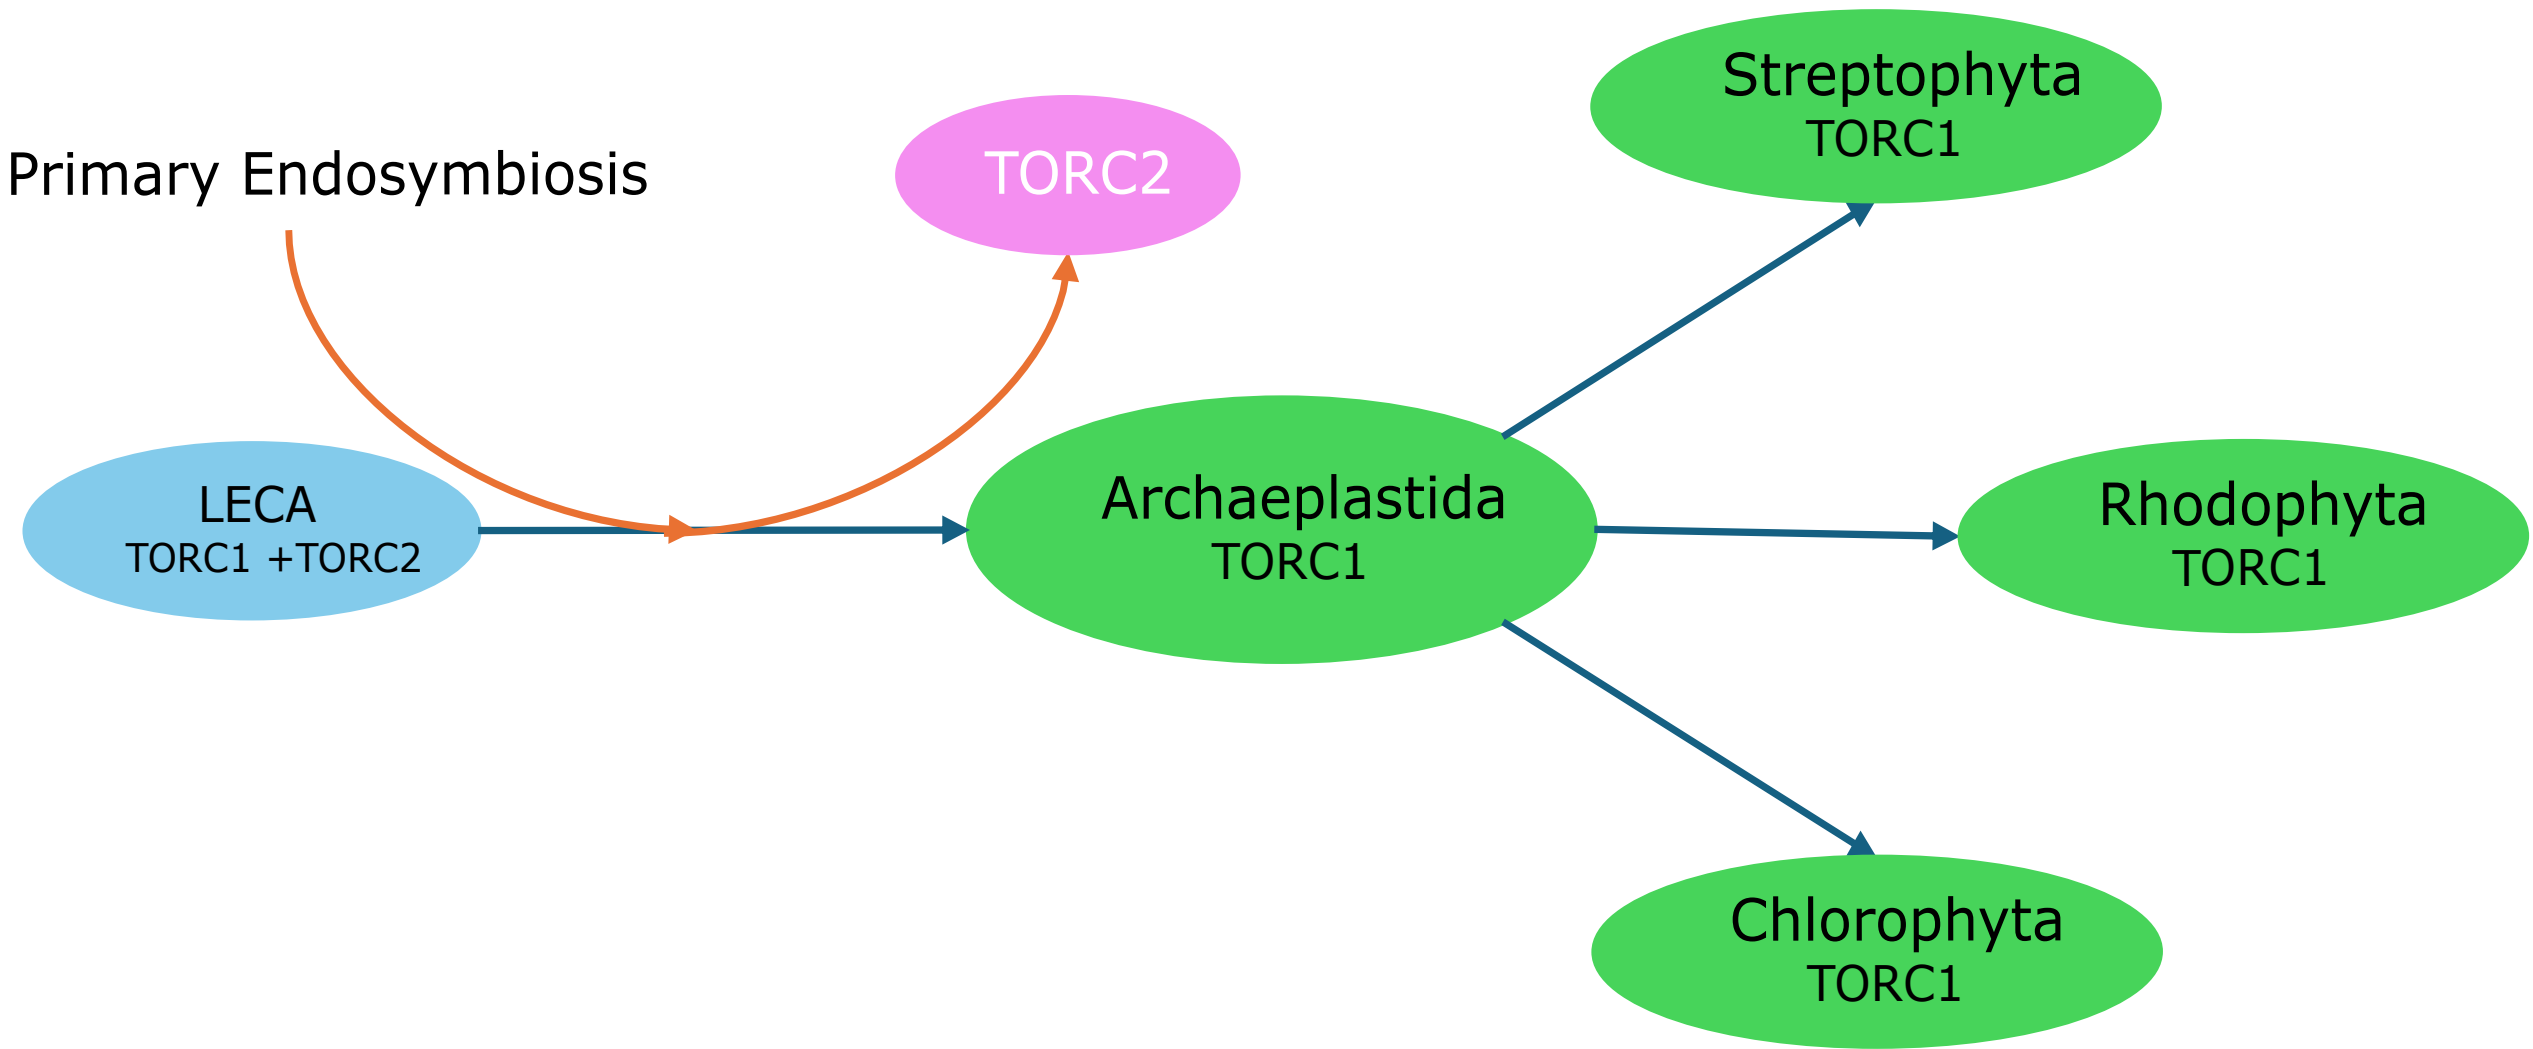 Primary Endosymbiosis
TORC2
LECA
TORC1 +TORC2
Archaeplastida
TORC1
Streptophyta
TORC1
Rhodophyta
TORC1
Chlorophyta
TORC1